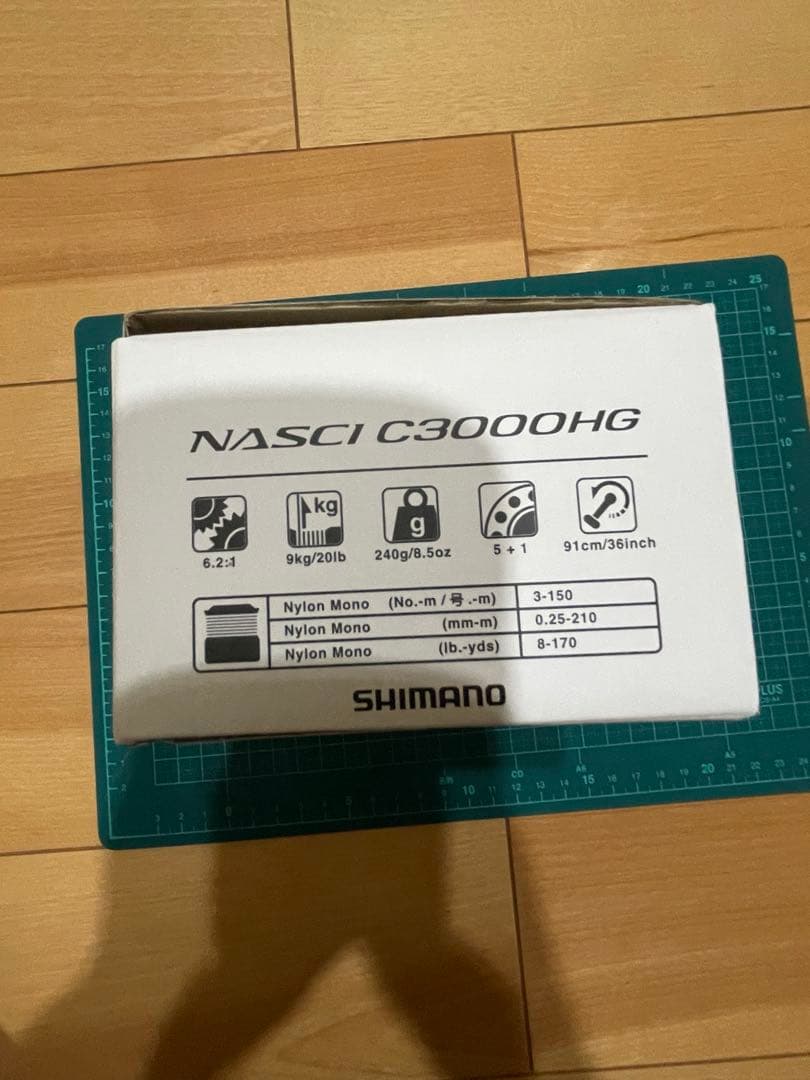 NASCI C3000HG
kg
g
6.2:1
9kg/20lb
240g/8.5oz
5 + 1
91cm/36inch
Nylon Mono (No.-m / 号.-m) 3-150
Nylon Mono (mm-m) 0.25-210
Nylon Mono (lb.-yds) 8-170
SHIMANO
PLUS